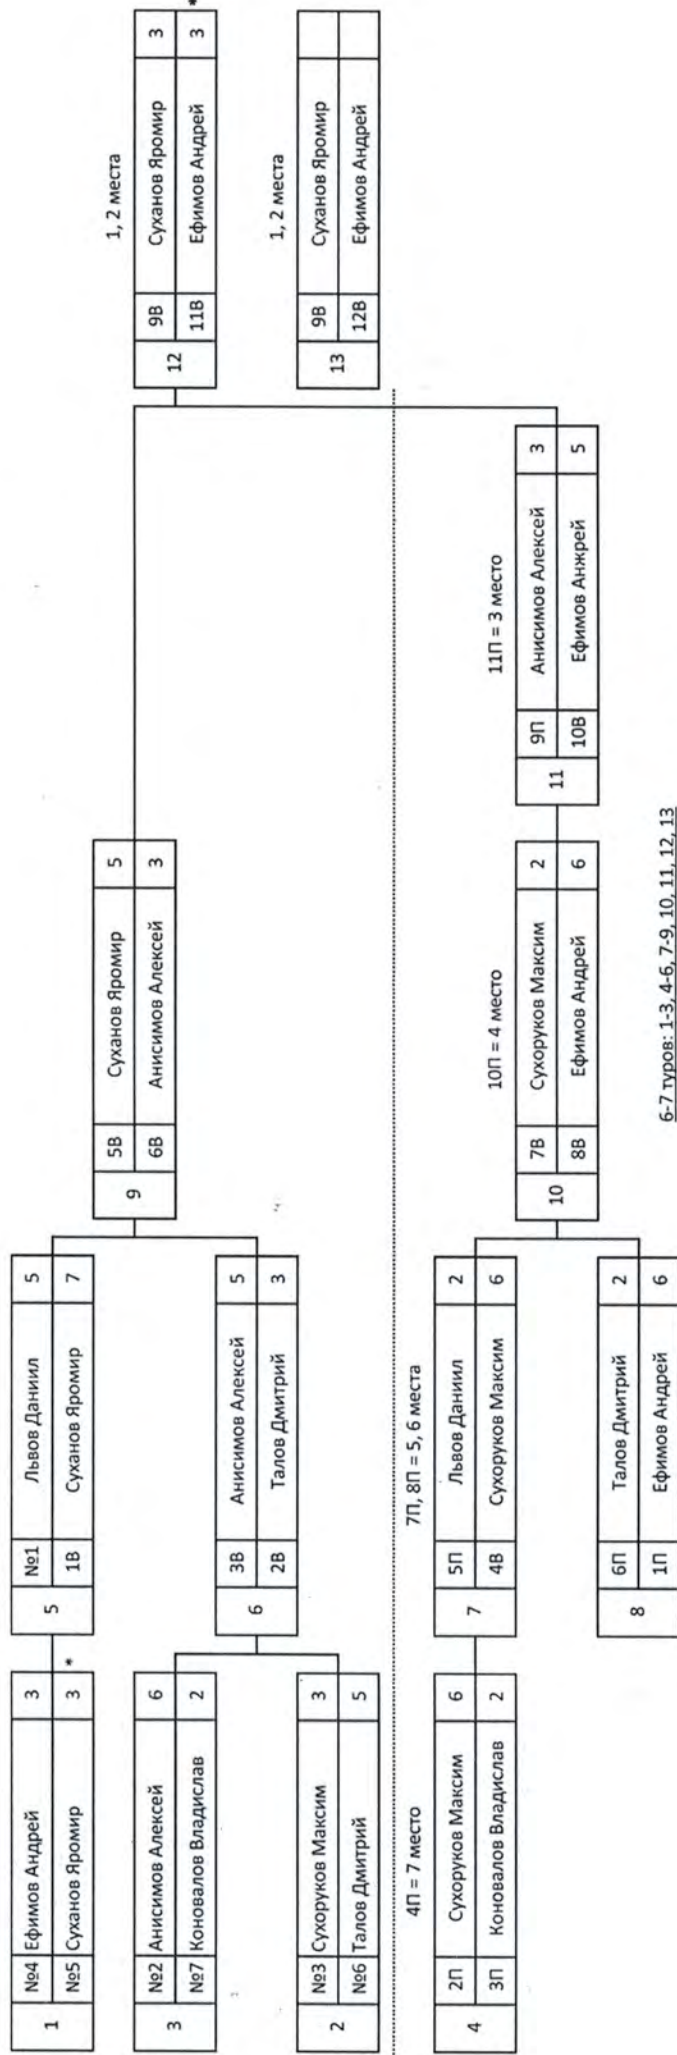 1
№4 Ефимов Андрей 3
№5 Суханов Яромир 3 *
3
№2 Анисимов Алексей 6
№7 Коновалов Владислав 2
2
№3 Сухоруков Максим 3
№6 Талов Дмитрий 5
5
№1 Львов Даниил 5
1В Суханов Яромир 7
6
3В Анисимов Алексей 5
2В Талов Дмитрий 3
9
5В Суханов Яромир 5
6В Анисимов Алексей 3
1, 2 места
12
9В Суханов Яромир 3
11В Ефимов Андрей 3 *
1, 2 места
13
9В Суханов Яромир
12В Ефимов Андрей
4П = 7 место
4
2П Сухоруков Максим 6
3П Коновалов Владислав 2
7П, 8П = 5, 6 места
7
5П Львов Даниил 2
4В Сухоруков Максим 6
8
6П Талов Дмитрий 2
1П Ефимов Андрей 6
10П = 4 место
10
7В Сухоруков Максим 2
8В Ефимов Андрей 6
11П = 3 место
11
9П Анисимов Алексей 3
10В Ефимов Анжрей 5
6-7 туров: 1-3, 4-6, 7-9, 10, 11, 12, 13